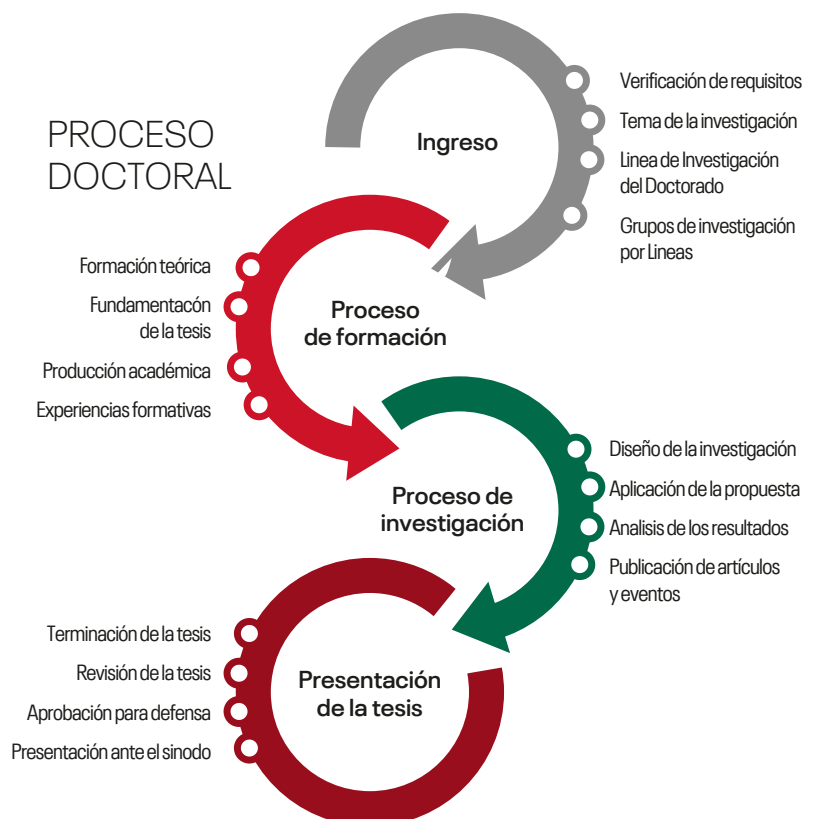 PROCESO
DOCTORAL
Ingreso
Verificación de requisitos
Tema de la investigación
Linea de Investigación
del Doctorado
Grupos de investigación
por Lineas
Proceso
de formación
Formación teórica
Fundamentacón
de la tesis
Producción académica
Experiencias formativas
Proceso de
investigación
Diseño de la investigación
Aplicación de la propuesta
Analisis de los resultados
Publicación de artículos
y eventos
Presentación
de la tesis
Terminación de la tesis
Revisión de la tesis
Aprobación para defensa
Presentación ante el sinodo